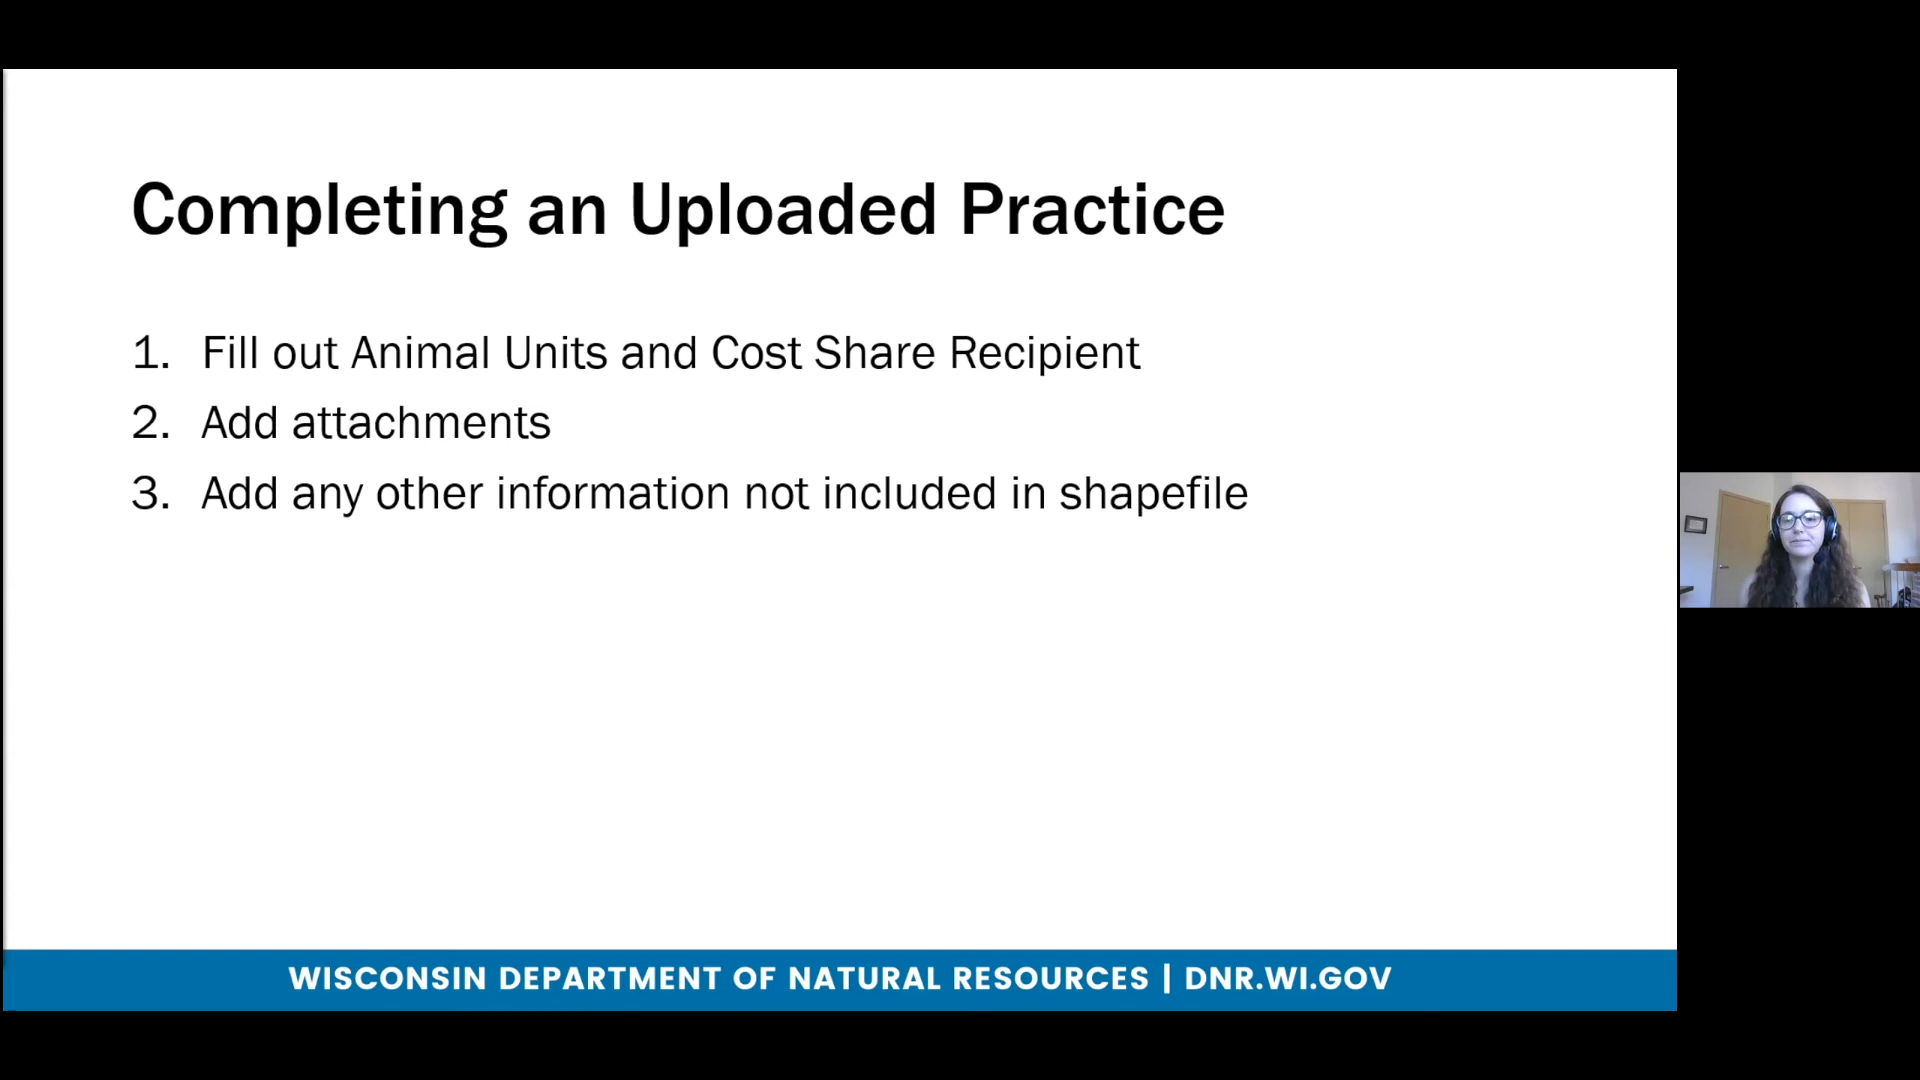 Completing an Uploaded Practice
1. Fill out Animal Units and Cost Share Recipient
2. Add attachments
3. Add any other information not included in shapefile
WISCONSIN DEPARTMENT OF NATURAL RESOURCES | DNR.WI.GOV